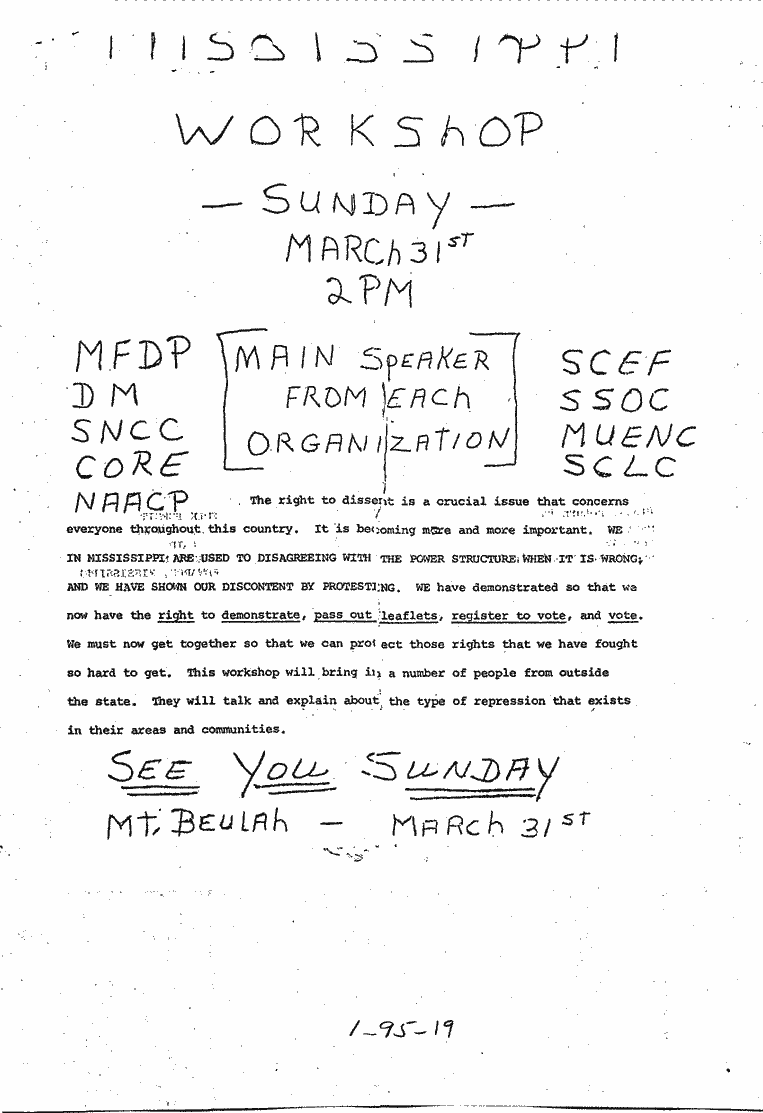 MISSISSIPPI
WORKShOP
— SUNDAY —
MARCh 31ST
2 PM
MFDP
DM
SNCC
CORE
NAACP
MAIN SpEAKER
FROM EACh
ORGANIZATION
SCEF
SSOC
MUENC
SCLC
The right to dissent is a crucial issue that concerns
everyone throughout this country. It is becoming more and more important. WE
IN MISSISSIPPI ARE USED TO DISAGREEING WITH THE POWER STRUCTURE WHEN IT IS WRONG,
AND WE HAVE SHOWN OUR DISCONTENT BY PROTESTING. WE have demonstrated so that we
now have the right to demonstrate, pass out leaflets, register to vote, and vote.
We must now get together so that we can protect those rights that we have fought
so hard to get. This workshop will bring in a number of people from outside
the state. They will talk and explain about the type of repression that exists
in their areas and communities.
SEE YOU SUNDAY
MT. BEULAh — MARch 31ST
1-95-19